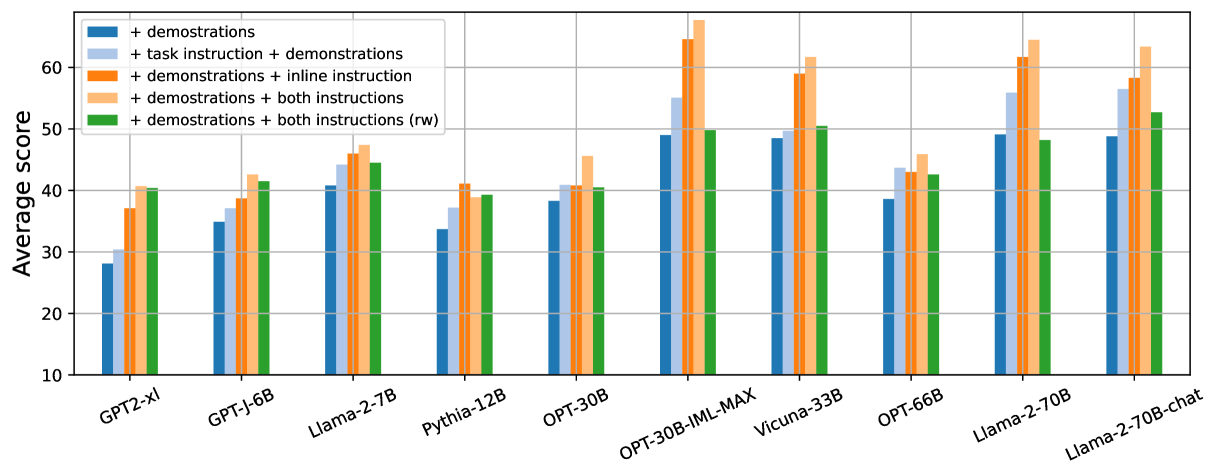 + demostrations
+ task instruction + demonstrations
+ demonstrations + inline instruction
+ demostrations + both instructions
+ demostrations + both instructions (rw)
Average score
60
50
40
30
20
10
GPT2-xl
GPT-J-6B
Llama-2-7B
Pythia-12B
OPT-30B
OPT-30B-IML-MAX
Vicuna-33B
OPT-66B
Llama-2-70B
Llama-2-70B-chat